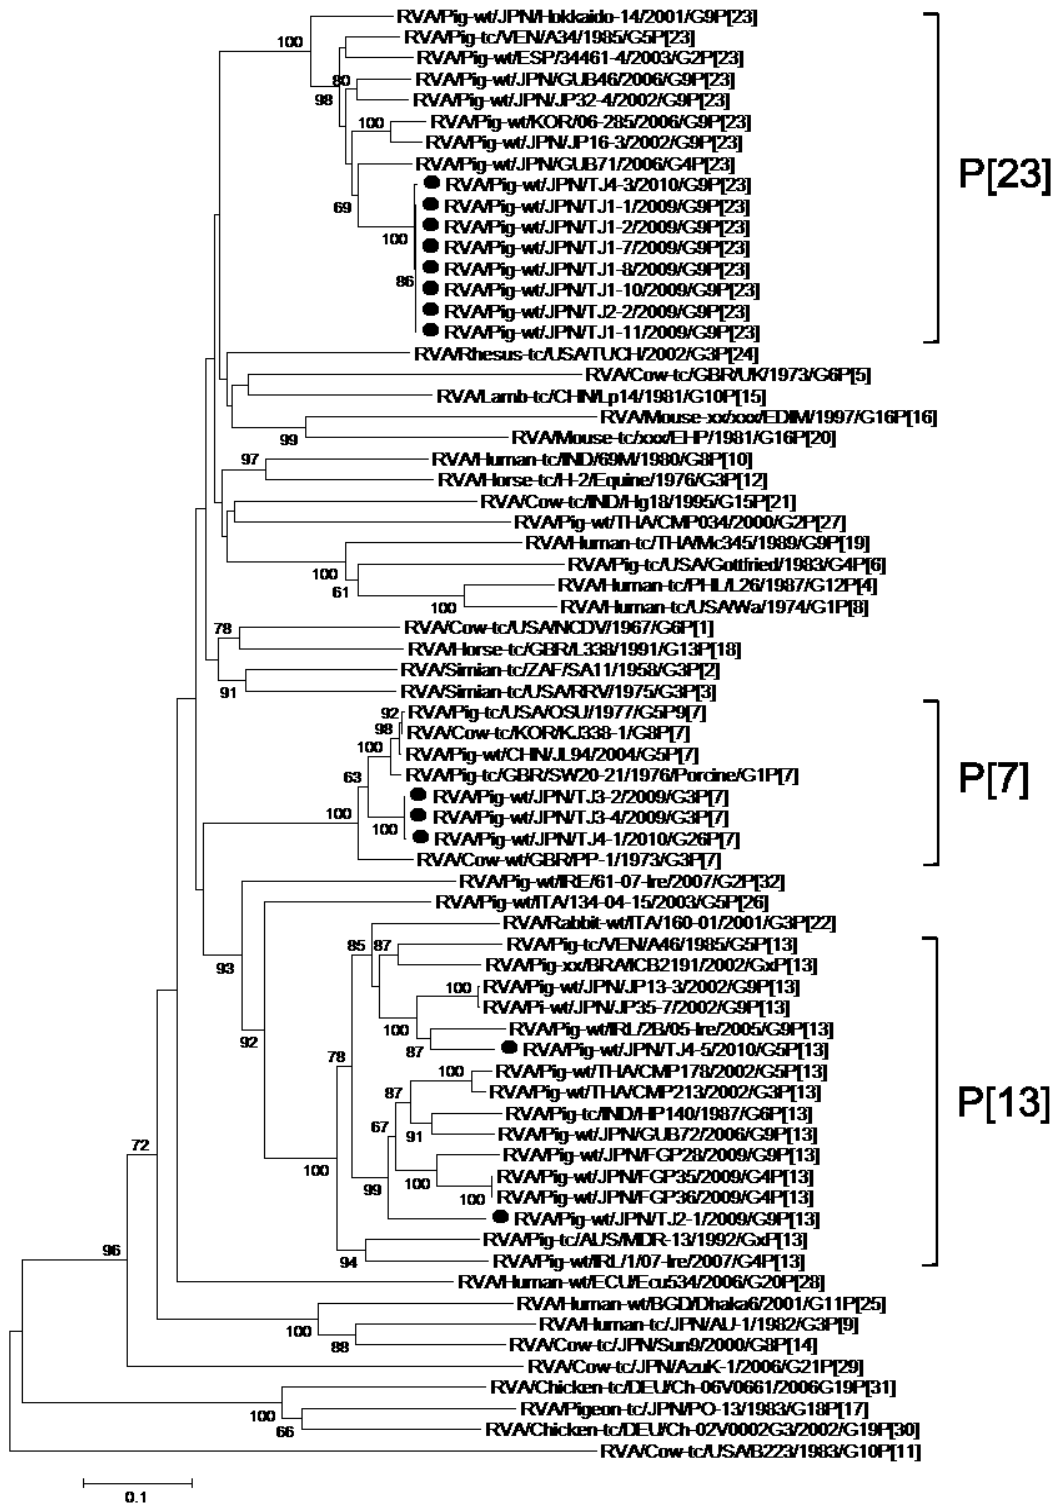 RVA/Pig-wt/JPN/Hokkaido-14/2001/G9P[23]
100
RVA/Pig-tc/VEN/A34/1985/G5P[23]
RVA/Pig-wt/ESP/34461-4/2003/G2P[23]
80
RVA/Pig-wt/JPN/GUB46/2006/G9P[23]
98
RVA/Pig-wt/JPN/JP32-4/2002/G9P[23]
100
RVA/Pig-wt/KOR/06-285/2006/G9P[23]
RVA/Pig-wt/JPN/JP16-3/2002/G9P[23]
RVA/Pig-wt/JPN/GUB71/2006/G4P[23]
P[23]
RVA/Pig-wt/JPN/TJ4-3/2010/G9P[23]
69
RVA/Pig-wt/JPN/TJ1-1/2009/G9P[23]
RVA/Pig-wt/JPN/TJ1-2/2009/G9P[23]
100
RVA/Pig-wt/JPN/TJ1-7/2009/G9P[23]
RVA/Pig-wt/JPN/TJ1-8/2009/G9P[23]
86
RVA/Pig-wt/JPN/TJ1-10/2009/G9P[23]
RVA/Pig-wt/JPN/TJ2-2/2009/G9P[23]
RVA/Pig-wt/JPN/TJ1-11/2009/G9P[23]
RVA/Rhesus-tc/USA/TUCH/2002/G3P[24]
RVA/Cow-tc/GBR/UK/1973/G6P[5]
RVA/Lamb-tc/CHN/Lp14/1981/G10P[15]
RVA/Mouse-xx/xxx/EDIM/1997/G16P[16]
99
RVA/Mouse-tc/xxx/EHP/1981/G16P[20]
97
RVA/Human-tc/IND/69M/1980/G8P[10]
RVA/Horse-tc/H-2/Equine/1976/G3P[12]
RVA/Cow-tc/IND/Hg18/1995/G15P[21]
RVA/Pig-wt/THA/CMP034/2000/G2P[27]
RVA/Human-tc/THA/Mc345/1989/G9P[19]
100
RVA/Pig-tc/USA/Gottfried/1983/G4P[6]
61
RVA/Human-tc/PHL/L26/1987/G12P[4]
100
RVA/Human-tc/USA/Wa/1974/G1P[8]
78
RVA/Cow-tc/USA/NCDV/1967/G6P[1]
RVA/Horse-tc/GBR/L338/1991/G13P[18]
RVA/Simian-tc/ZAF/SA11/1958/G3P[2]
91
RVA/Simian-tc/USA/RRV/1975/G3P[3]
92
RVA/Pig-tc/USA/OSU/1977/G5P9[7]
98
RVA/Cow-tc/KOR/KJ338-1/G8P[7]
100
RVA/Pig-wt/CHN/JL94/2004/G5P[7]
63
RVA/Pig-tc/GBR/SW20-21/1976/Porcine/G1P[7]
P[7]
RVA/Pig-wt/JPN/TJ3-2/2009/G3P[7]
100
RVA/Pig-wt/JPN/TJ3-4/2009/G3P[7]
100
RVA/Pig-wt/JPN/TJ4-1/2010/G26P[7]
RVA/Cow-wt/GBR/PP-1/1973/G3P[7]
RVA/Pig-wt/IRE/61-07-Ire/2007/G2P[32]
RVA/Pig-wt/ITA/134-04-15/2003/G5P[26]
RVA/Rabbit-wt/ITA/160-01/2001/G3P[22]
85
87
RVA/Pig-tc/VEN/A46/1985/G5P[13]
93
RVA/Pig-xx/BRA/ICB2191/2002/GxP[13]
100
RVA/Pig-wt/JPN/JP13-3/2002/G9P[13]
RVA/Pi-wt/JPN/JP35-7/2002/G9P[13]
100
RVA/Pig-wt/IRL/2B/05-Ire/2005/G9P[13]
92
87
RVA/Pig-wt/JPN/TJ4-5/2010/G5P[13]
78
100
RVA/Pig-wt/THA/CMP178/2002/G5P[13]
87
RVA/Pig-wt/THA/CMP213/2002/G3P[13]
P[13]
67
RVA/Pig-tc/IND/HP140/1987/G6P[13]
91
RVA/Pig-wt/JPN/GUB72/2006/G9P[13]
72
RVA/Pig-wt/JPN/FGP28/2009/G9P[13]
100
100
RVA/Pig-wt/JPN/FGP35/2009/G4P[13]
99
100
RVA/Pig-wt/JPN/FGP36/2009/G4P[13]
RVA/Pig-wt/JPN/TJ2-1/2009/G9P[13]
RVA/Pig-tc/AUS/MDR-13/1992/GxP[13]
96
94
RVA/Pig-wt/IRL/1/07-Ire/2007/G4P[13]
RVA/Human-wt/ECU/Ecu534/2006/G20P[28]
RVA/Human-wt/BGD/Dhaka6/2001/G11P[25]
100
RVA/Human-tc/JPN/AU-1/1982/G3P[9]
88
RVA/Cow-tc/JPN/Sun9/2000/G8P[14]
RVA/Cow-tc/JPN/AzuK-1/2006/G21P[29]
RVA/Chicken-tc/DEU/Ch-06V0661/2006G19P[31]
100
RVA/Pigeon-tc/JPN/PO-13/1983/G18P[17]
66
RVA/Chicken-tc/DEU/Ch-02V0002G3/2002/G19P[30]
RVA/Cow-tc/USA/B223/1983/G10P[11]
0.1